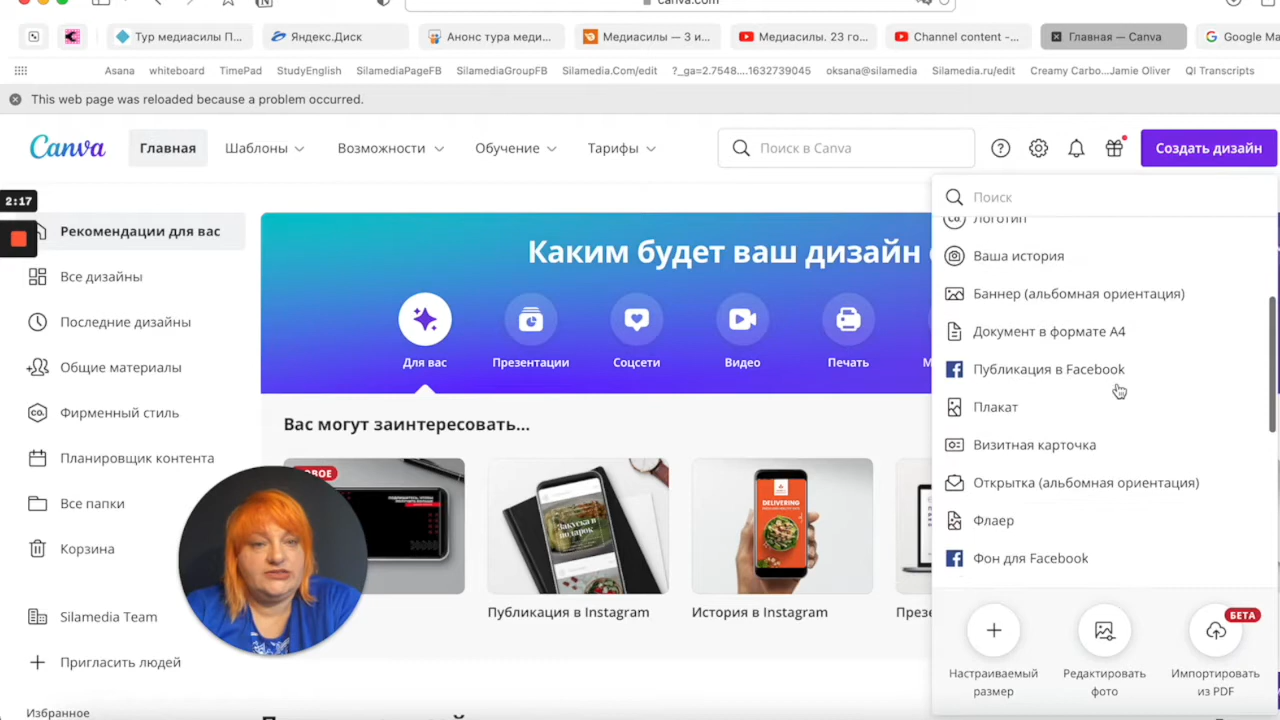 canva.com
Тур медиасилы П...
Яндекс.Диск
Анонс тура меди...
Медиасилы — 3 и...
Медиасилы. 23 го...
Channel content -...
Главная — Canva
Google Ma
Asana
whiteboard
TimePad
StudyEnglish
SilamediaPageFB
SilamediaGroupFB
Silamedia.Com/edit
?_ga=2.7548....1632739045
oksana@silamedia
Silamedia.ru/edit
Creamy Carbo...Jamie Oliver
QI Transcripts
This web page was reloaded because a problem occurred.
Canva
Главная
Шаблоны
Возможности
Обучение
Тарифы
Поиск в Canva
Создать дизайн
2:17
Рекомендации для вас
Все дизайны
Последние дизайны
Общие материалы
Фирменный стиль
Планировщик контента
Все папки
Корзина
Silamedia Team
Пригласить людей
Избранное
Каким будет ваш дизайн
Для вас
Презентации
Соцсети
Видео
Печать
М
Вас могут заинтересовать...
ОВОЕ
Закуска в
подарок
DELIVERING
Публикация в Instagram
История в Instagram
Презе
Поиск
Логотип
Ваша история
Баннер (альбомная ориентация)
Документ в формате A4
Публикация в Facebook
Плакат
Визитная карточка
Открытка (альбомная ориентация)
Флаер
Фон для Facebook
Настраиваемый
размер
Редактировать
фото
БЕТА
Импортировать
из PDF